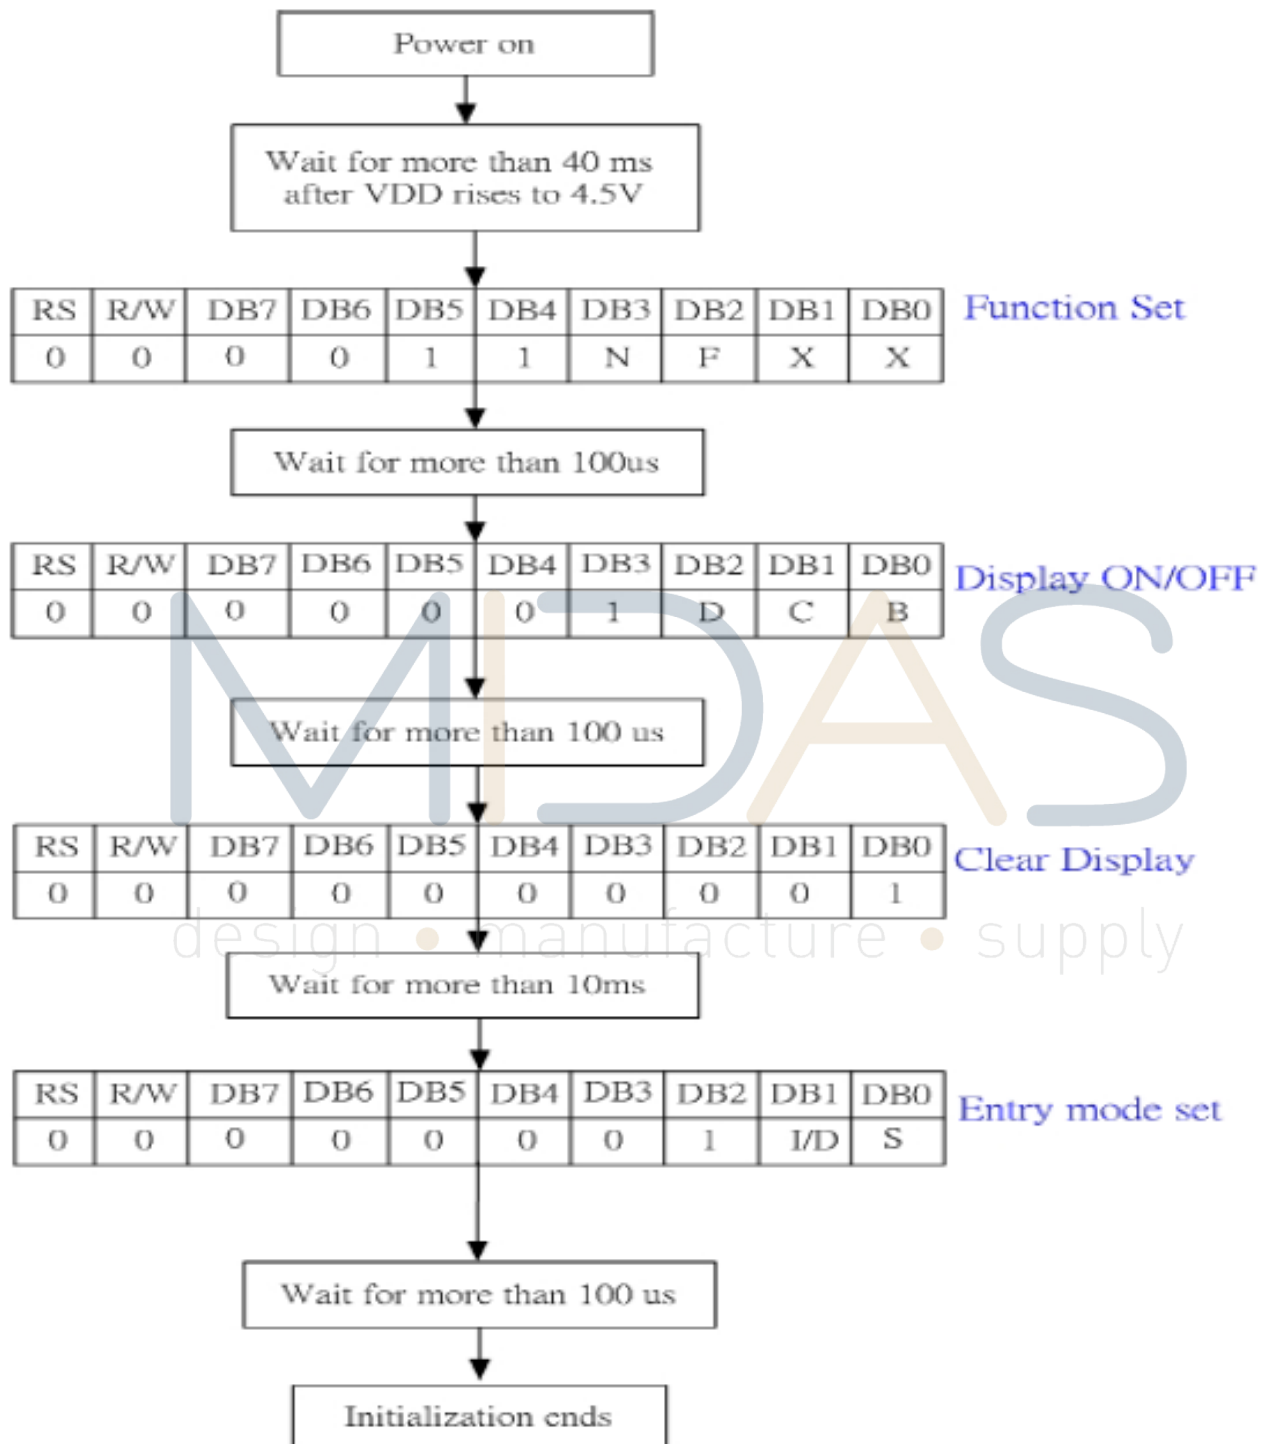 Power on
Wait for more than 40 ms
after VDD rises to 4.5V
RS R/W DB7 DB6 DB5 DB4 DB3 DB2 DB1 DB0
Function Set
0 0 0 0 1 1 N F X X
Wait for more than 100us
RS R/W DB7 DB6 DB5 DB4 DB3 DB2 DB1 DB0
Display ON/OFF
0 0 0 0 0 0 1 D C B
MIDAS
Wait for more than 100 us
RS R/W DB7 DB6 DB5 DB4 DB3 DB2 DB1 DB0
Clear Display
0 0 0 0 0 0 0 0 0 1
design • manufacture • supply
Wait for more than 10ms
RS R/W DB7 DB6 DB5 DB4 DB3 DB2 DB1 DB0
Entry mode set
0 0 0 0 0 0 0 1 I/D S
Wait for more than 100 us
Initialization ends